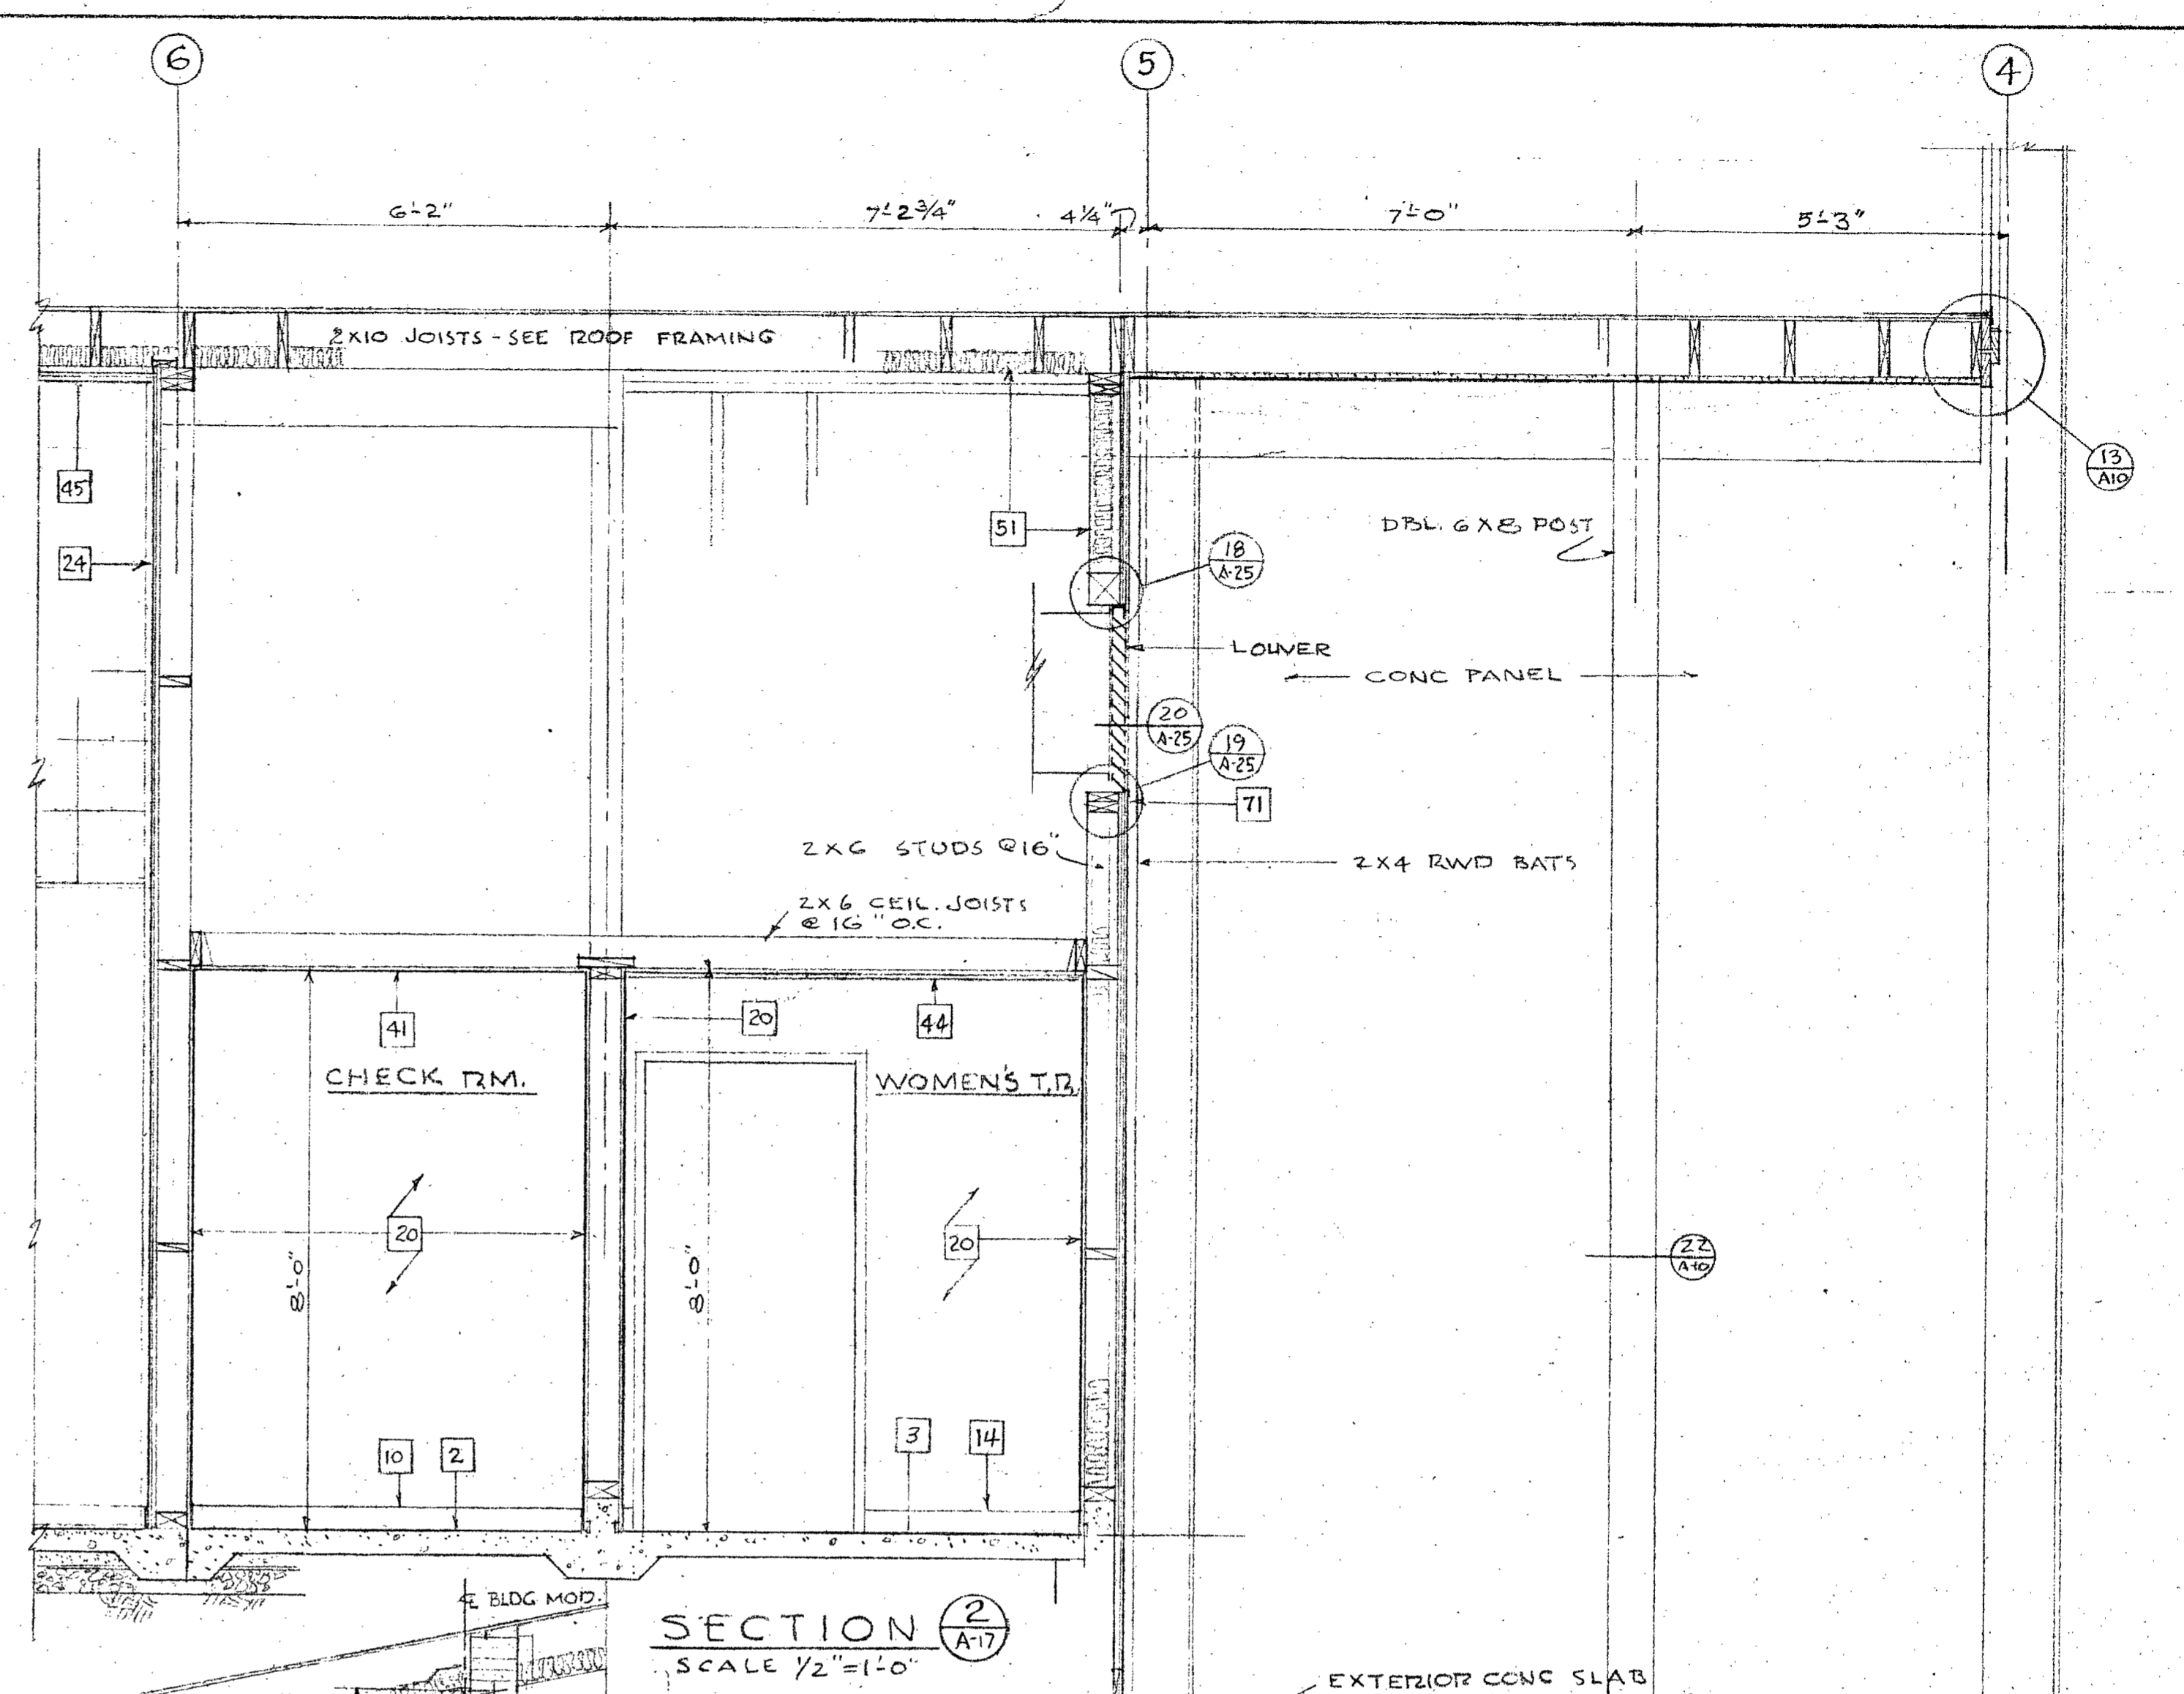 6
5
4
6'-2"
7'-2 3/4"
4 1/4"
7'-0"
5'-3"
2X10 JOISTS - SEE ROOF FRAMING
45
24
51
13
A10
DBL. 6X8 POST
18
A-25
LOUVER
CONC PANEL
20
A-25
19
A-25
71
2X6 STUDS @16"
2X4 RWD BATS
2X6 CEIL. JOISTS
@ 16" O.C.
41
20
44
CHECK RM.
WOMEN'S T.R.
20
20
8'-0"
8'-0"
22
A-10
10
2
3
14
℄ BLDG MOD.
SECTION 2
A-17
SCALE 1/2"=1'-0"
EXTERIOR CONC SLAB